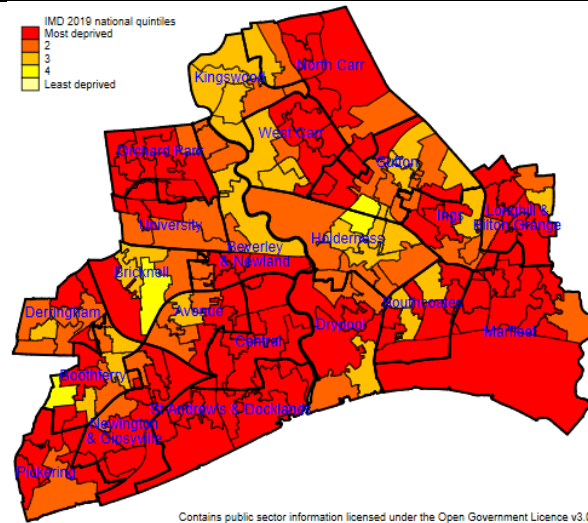 IMD 2019 national quintiles
Most deprived
2
3
4
Least deprived
North Carr
Kingswood
West Carr
Orchard Park
Sutton
University
Ings
Longhill &
Bilton Grange
Holderness
Beverley
& Newland
Bricknell
Derringham
Avenue
Southcoates
Drypool
Marfleet
Central
Boothferry
St Andrew's & Docklands
Newington
& Gipsyville
Pickering
Contains public sector information licensed under the Open Government Licence v3.0